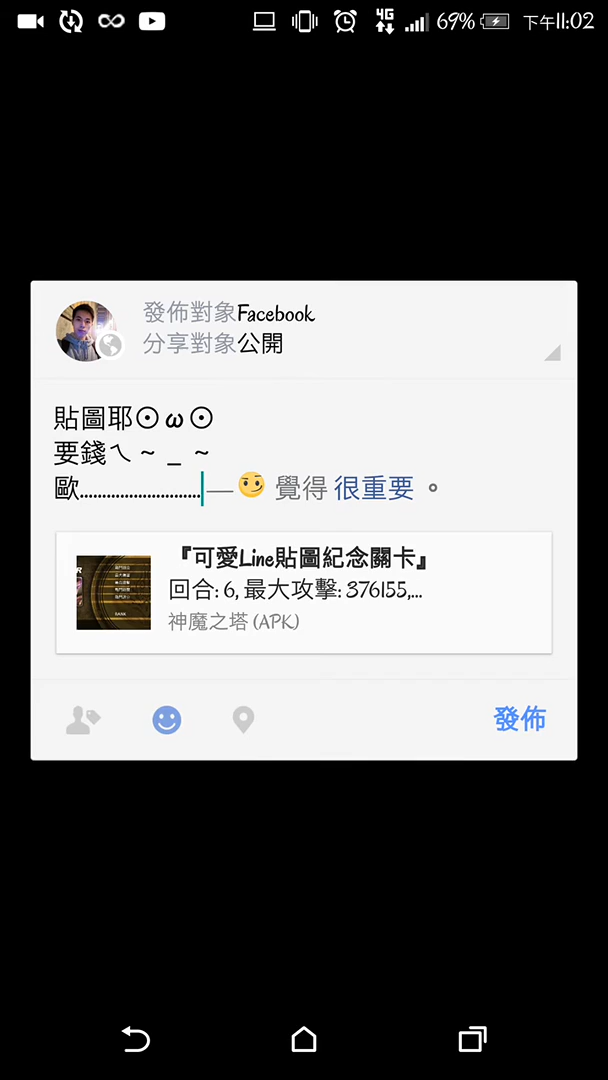 4G 69% 下午11:02
發佈對象Facebook
分享對象公開
貼圖耶⊙ω⊙
要錢ㄟ~_~
歐...........................— 覺得 很重要。
『可愛Line貼圖紀念關卡』
回合: 6, 最大攻擊: 376155,...
神魔之塔 (APK)
RANK
發佈